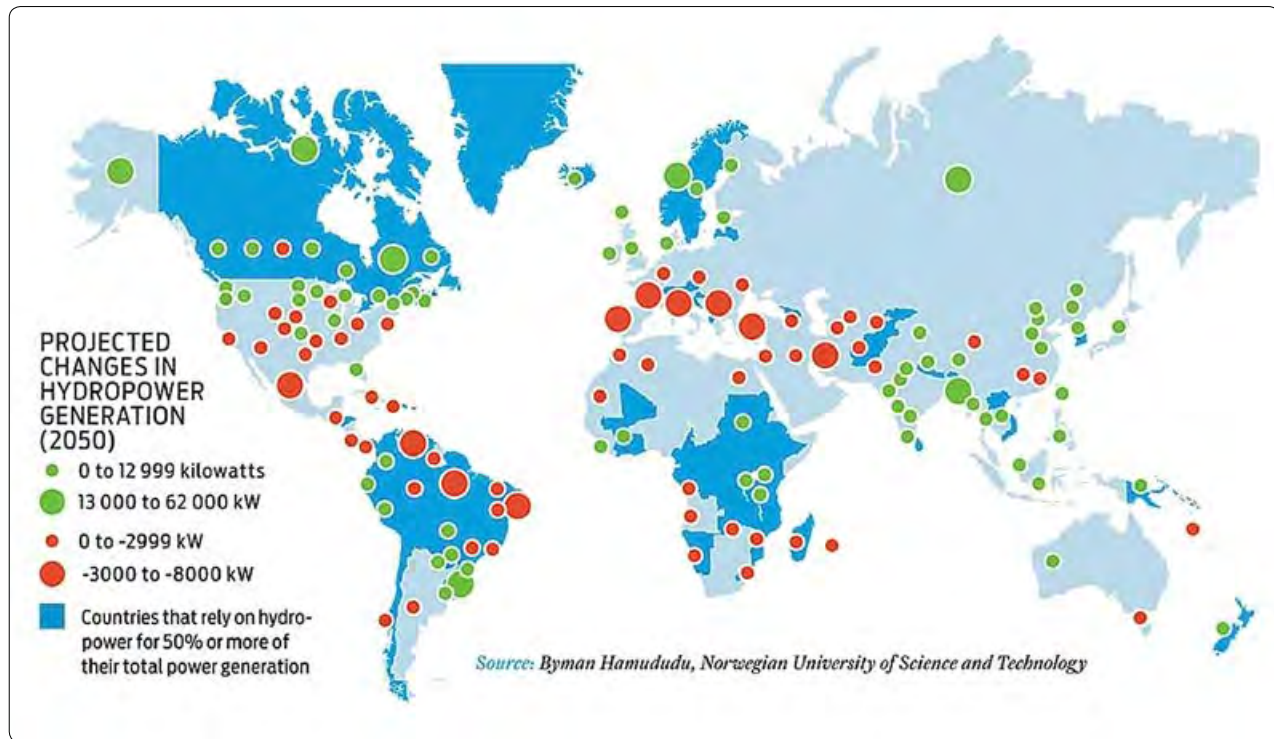 PROJECTED
CHANGES IN
HYDROPOWER
GENERATION
(2050)
0 to 12 999 kilowatts
13 000 to 62 000 kW
0 to -2999 kW
-3000 to -8000 kW
Countries that rely on hydro-
power for 50% or more of
their total power generation
Source: Byman Hamududu, Norwegian University of Science and Technology